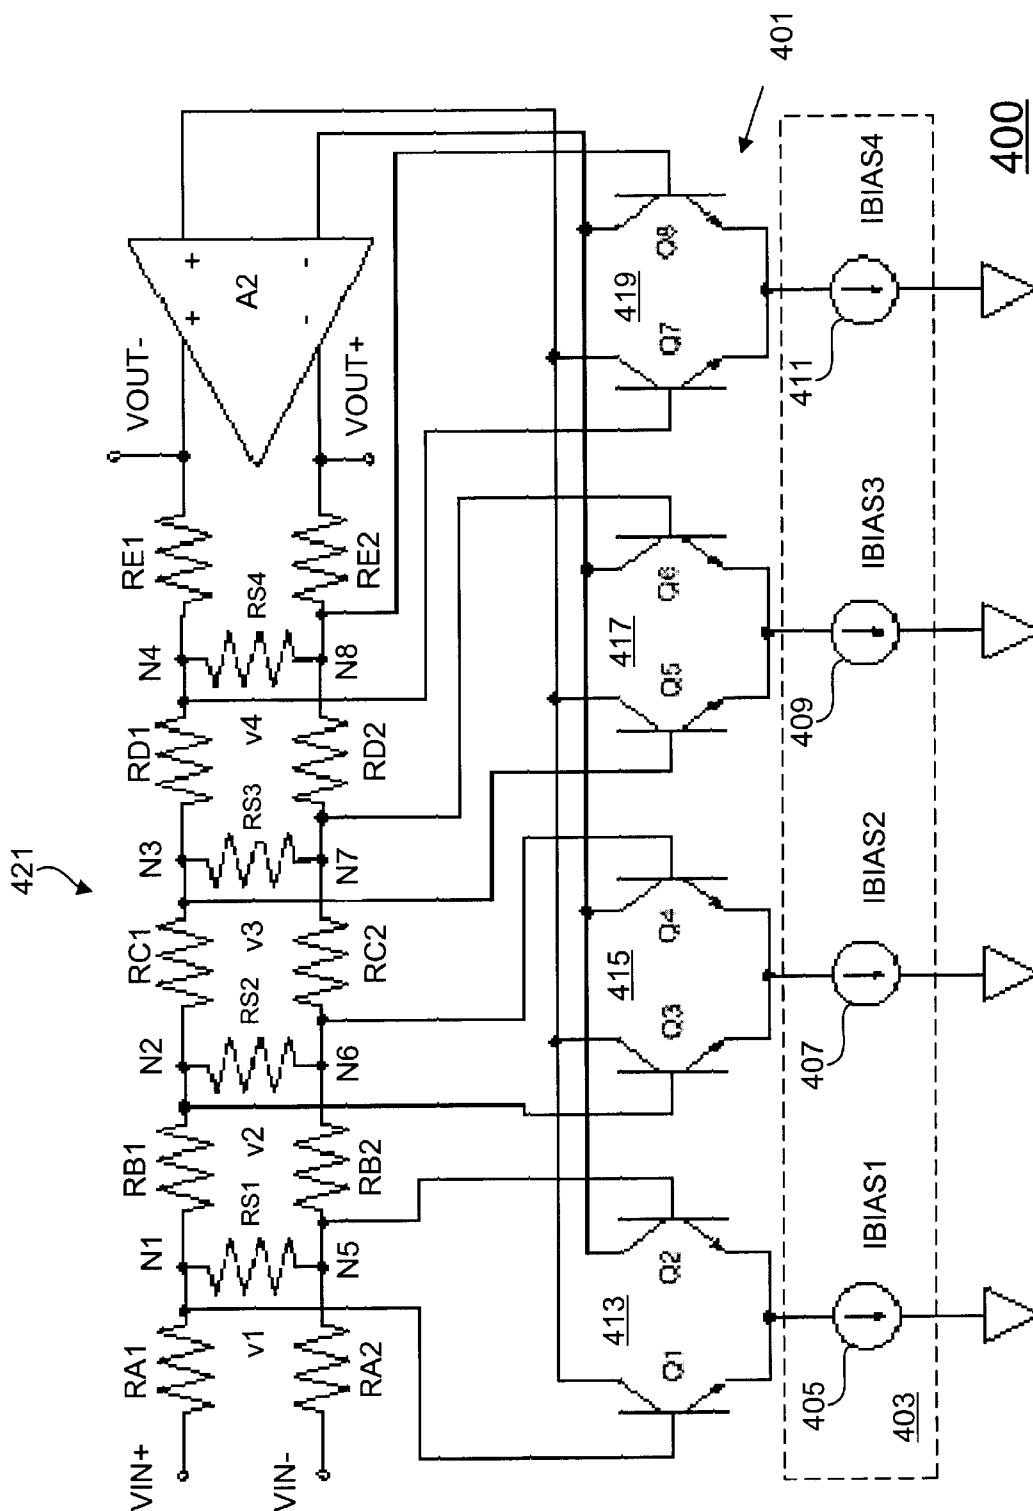 421
VIN+
RA1
N1
RB1
N2
RC1
N3
RD1
N4
RE1
VOUT-
v1
RS1
v2
RS2
v3
RS3
v4
RS4
+
+
A2
-
-
VIN-
RA2
N5
RB2
N6
RC2
N7
RD2
N8
RE2
VOUT+
413
Q1
Q2
415
Q3
Q4
417
Q5
Q6
419
Q7
Q8
401
405
IBIAS1
407
IBIAS2
409
IBIAS3
411
IBIAS4
403
400